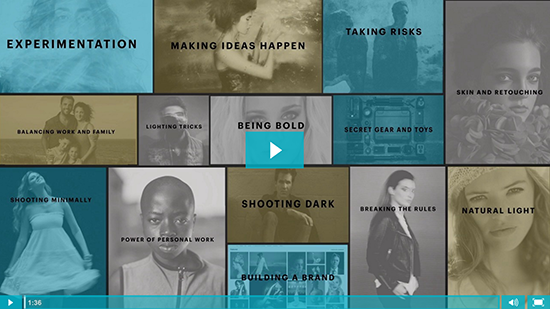 EXPERIMENTATION
MAKING IDEAS HAPPEN
TAKING RISKS
SKIN AND RETOUCHING
BALANCING WORK AND FAMILY
LIGHTING TRICKS
BEING BOLD
SECRET GEAR AND TOYS
SHOOTING MINIMALLY
POWER OF PERSONAL WORK
SHOOTING DARK
BREAKING THE RULES
NATURAL LIGHT
BUILDING A BRAND
1:36